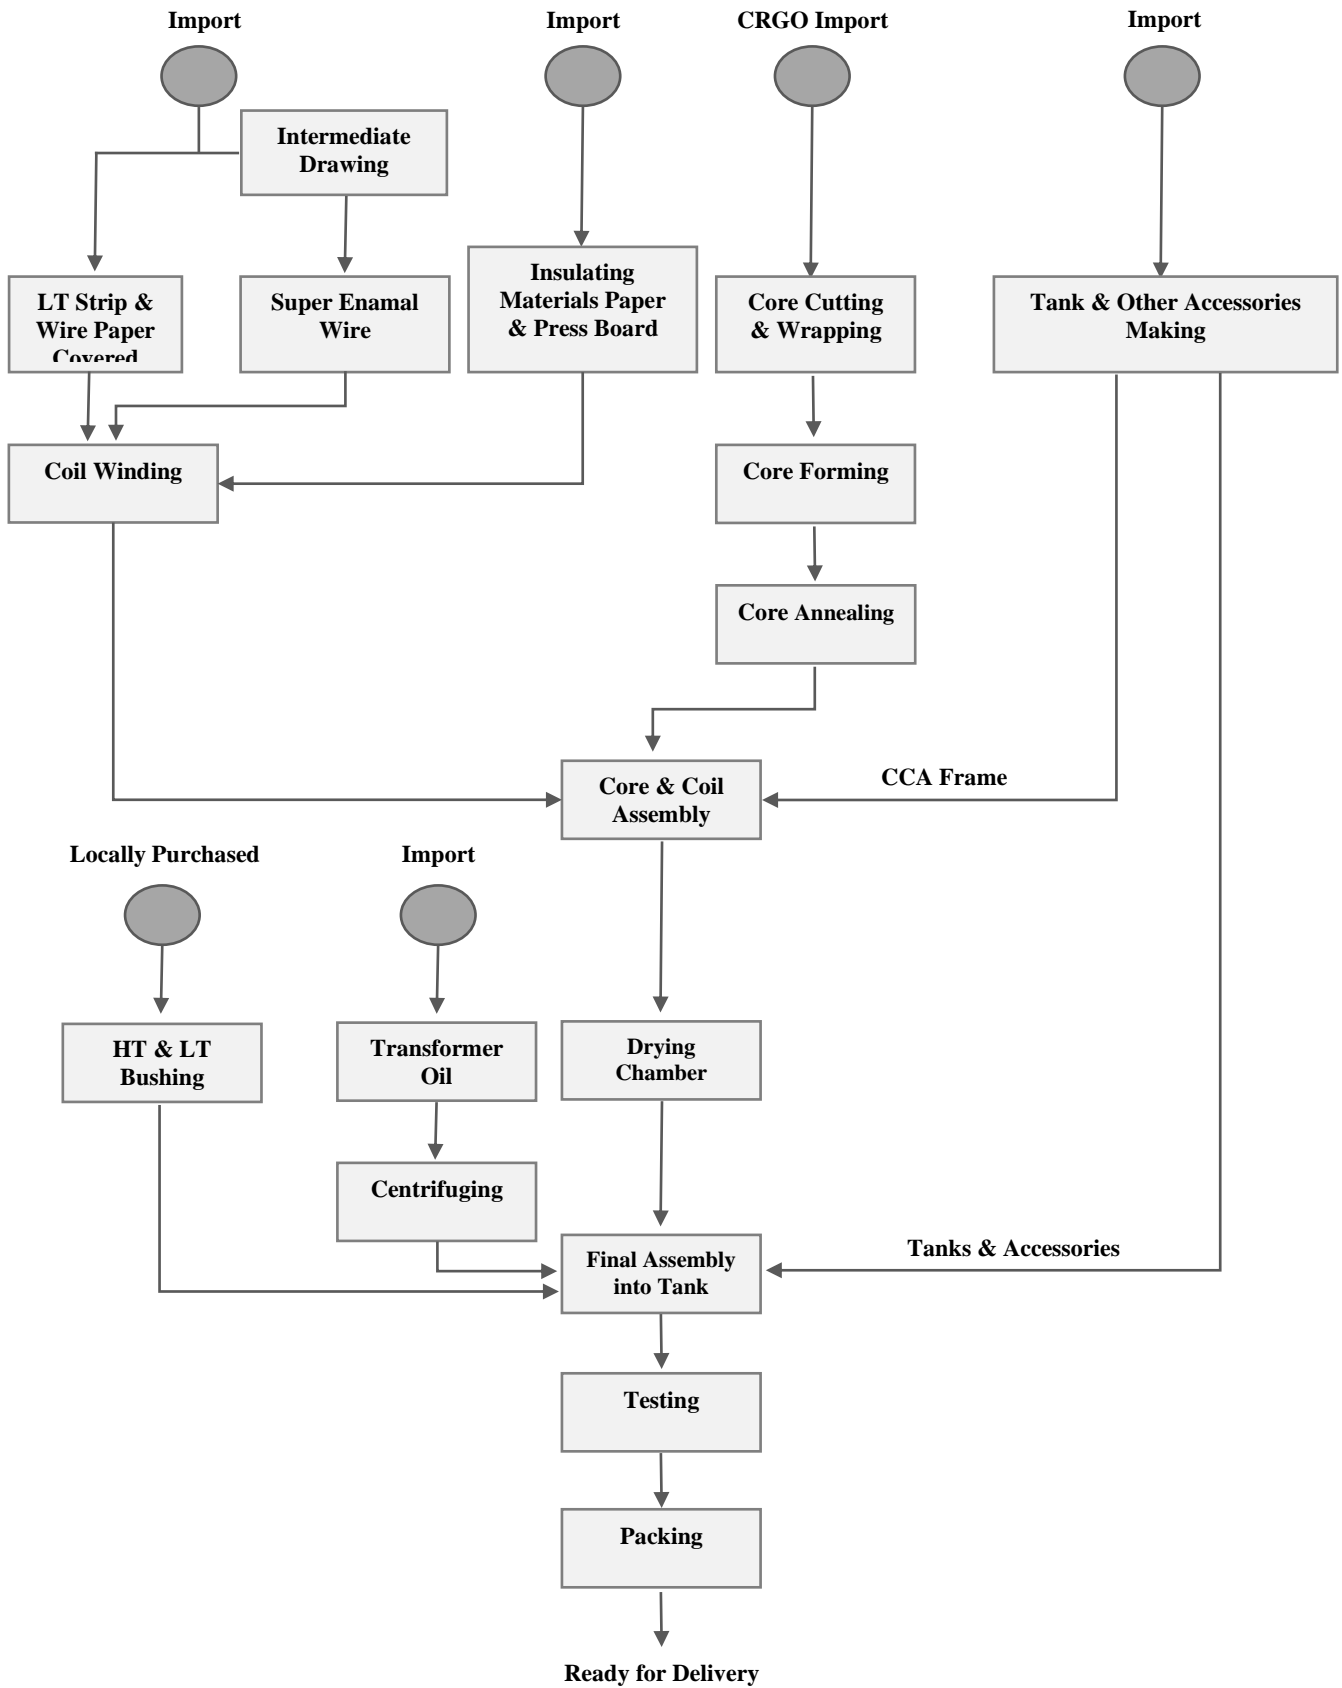 Import
Import
CRGO Import
Import
Intermediate
Drawing
LT Strip &
Wire Paper
Covered
Super Enamal
Wire
Insulating
Materials Paper
& Press Board
Core Cutting
& Wrapping
Tank & Other Accessories
Making
Coil Winding
Core Forming
Core Annealing
Core & Coil
Assembly
CCA Frame
Locally Purchased
Import
HT & LT
Bushing
Transformer
Oil
Drying
Chamber
Centrifuging
Final Assembly
into Tank
Tanks & Accessories
Testing
Packing
Ready for Delivery